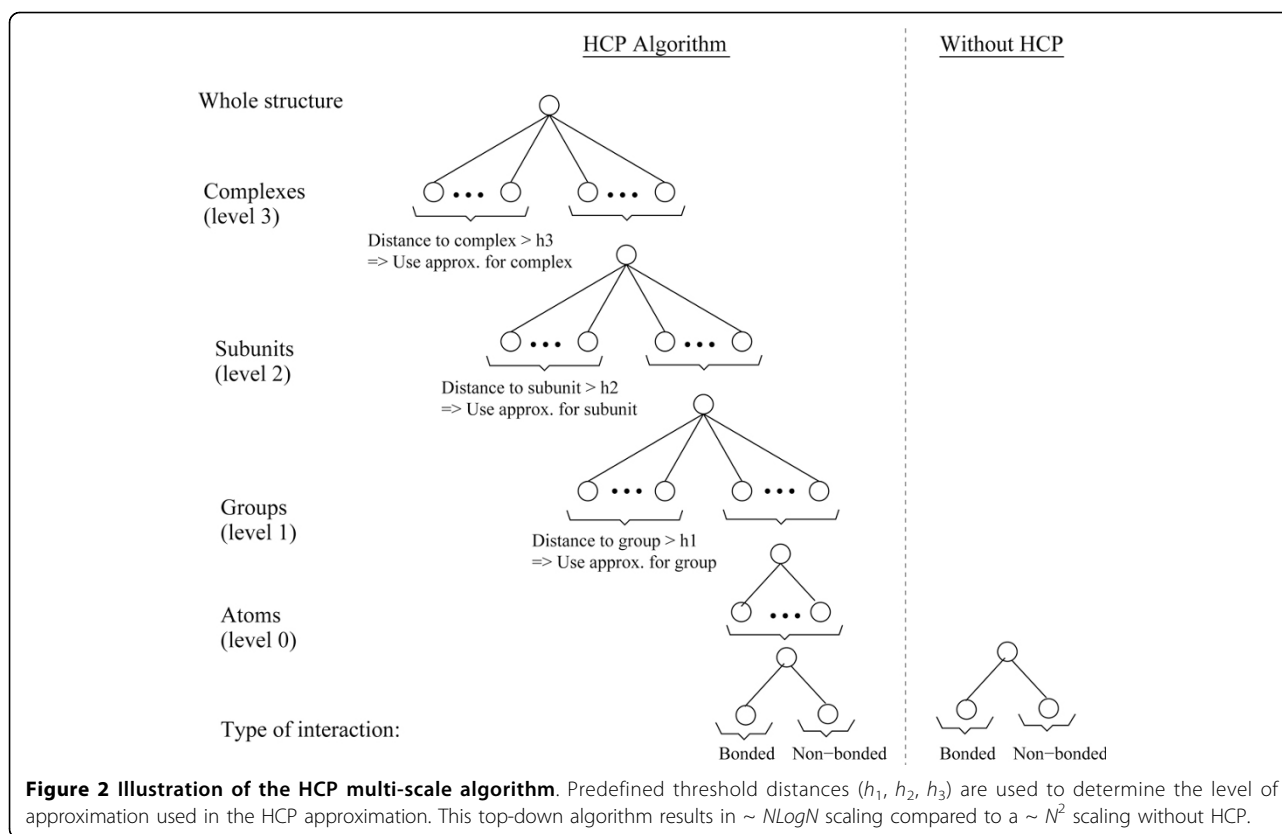 HCP Algorithm
Without HCP
Whole structure
Complexes
(level 3)
Distance to complex > h3
=> Use approx. for complex
Subunits
(level 2)
Distance to subunit > h2
=> Use approx. for subunit
Groups
(level 1)
Distance to group > h1
=> Use approx. for group
Atoms
(level 0)
Type of interaction:
Bonded Non-bonded
Bonded Non-bonded
Figure 2 Illustration of the HCP multi-scale algorithm. Predefined threshold distances (h₁, h₂, h₃) are used to determine the level of
approximation used in the HCP approximation. This top-down algorithm results in ~ NLogN scaling compared to a ~ N² scaling without HCP.